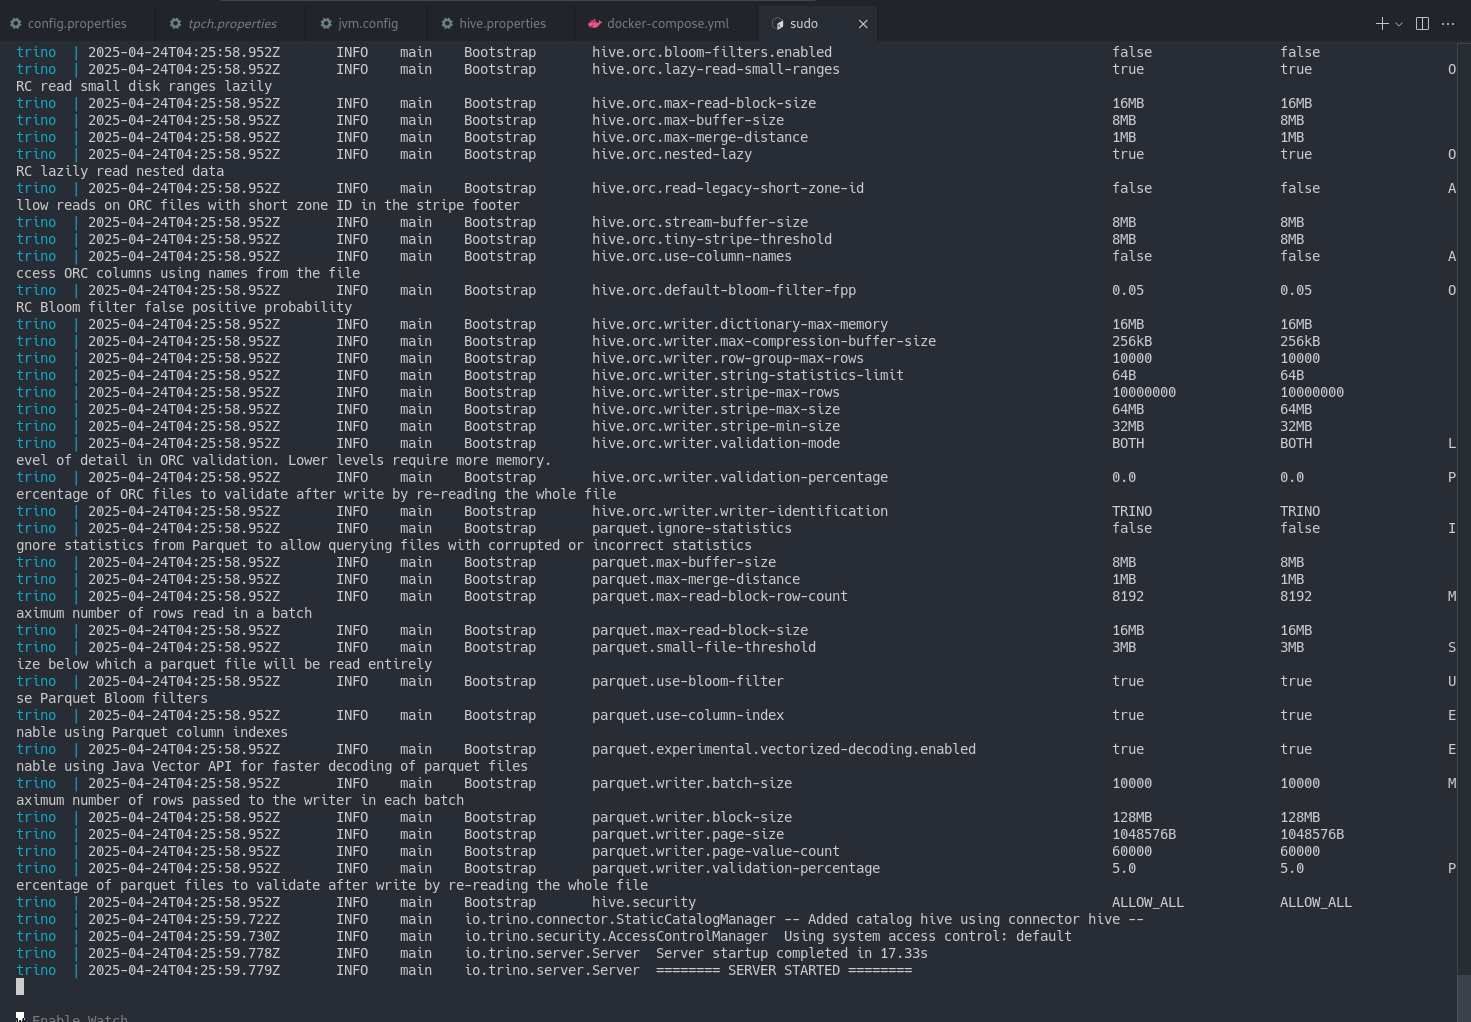 config.properties tpch.properties jvm.config hive.properties docker-compose.yml sudo
trino | 2025-04-24T04:25:58.952Z INFO main Bootstrap hive.orc.bloom-filters.enabled false false
trino | 2025-04-24T04:25:58.952Z INFO main Bootstrap hive.orc.lazy-read-small-ranges true true O
RC read small disk ranges lazily
trino | 2025-04-24T04:25:58.952Z INFO main Bootstrap hive.orc.max-read-block-size 16MB 16MB
trino | 2025-04-24T04:25:58.952Z INFO main Bootstrap hive.orc.max-buffer-size 8MB 8MB
trino | 2025-04-24T04:25:58.952Z INFO main Bootstrap hive.orc.max-merge-distance 1MB 1MB
trino | 2025-04-24T04:25:58.952Z INFO main Bootstrap hive.orc.nested-lazy true true O
RC lazily read nested data
trino | 2025-04-24T04:25:58.952Z INFO main Bootstrap hive.orc.read-legacy-short-zone-id false false A
llow reads on ORC files with short zone ID in the stripe footer
trino | 2025-04-24T04:25:58.952Z INFO main Bootstrap hive.orc.stream-buffer-size 8MB 8MB
trino | 2025-04-24T04:25:58.952Z INFO main Bootstrap hive.orc.tiny-stripe-threshold 8MB 8MB
trino | 2025-04-24T04:25:58.952Z INFO main Bootstrap hive.orc.use-column-names false false A
ccess ORC columns using names from the file
trino | 2025-04-24T04:25:58.952Z INFO main Bootstrap hive.orc.default-bloom-filter-fpp 0.05 0.05 O
RC Bloom filter false positive probability
trino | 2025-04-24T04:25:58.952Z INFO main Bootstrap hive.orc.writer.dictionary-max-memory 16MB 16MB
trino | 2025-04-24T04:25:58.952Z INFO main Bootstrap hive.orc.writer.max-compression-buffer-size 256kB 256kB
trino | 2025-04-24T04:25:58.952Z INFO main Bootstrap hive.orc.writer.row-group-max-rows 10000 10000
trino | 2025-04-24T04:25:58.952Z INFO main Bootstrap hive.orc.writer.string-statistics-limit 64B 64B
trino | 2025-04-24T04:25:58.952Z INFO main Bootstrap hive.orc.writer.stripe-max-rows 10000000 10000000
trino | 2025-04-24T04:25:58.952Z INFO main Bootstrap hive.orc.writer.stripe-max-size 64MB 64MB
trino | 2025-04-24T04:25:58.952Z INFO main Bootstrap hive.orc.writer.stripe-min-size 32MB 32MB
trino | 2025-04-24T04:25:58.952Z INFO main Bootstrap hive.orc.writer.validation-mode BOTH BOTH L
evel of detail in ORC validation. Lower levels require more memory.
trino | 2025-04-24T04:25:58.952Z INFO main Bootstrap hive.orc.writer.validation-percentage 0.0 0.0 P
ercentage of ORC files to validate after write by re-reading the whole file
trino | 2025-04-24T04:25:58.952Z INFO main Bootstrap hive.orc.writer.writer-identification TRINO TRINO
trino | 2025-04-24T04:25:58.952Z INFO main Bootstrap parquet.ignore-statistics false false I
gnore statistics from Parquet to allow querying files with corrupted or incorrect statistics
trino | 2025-04-24T04:25:58.952Z INFO main Bootstrap parquet.max-buffer-size 8MB 8MB
trino | 2025-04-24T04:25:58.952Z INFO main Bootstrap parquet.max-merge-distance 1MB 1MB
trino | 2025-04-24T04:25:58.952Z INFO main Bootstrap parquet.max-read-block-row-count 8192 8192 M
aximum number of rows read in a batch
trino | 2025-04-24T04:25:58.952Z INFO main Bootstrap parquet.max-read-block-size 16MB 16MB
trino | 2025-04-24T04:25:58.952Z INFO main Bootstrap parquet.small-file-threshold 3MB 3MB S
ize below which a parquet file will be read entirely
trino | 2025-04-24T04:25:58.952Z INFO main Bootstrap parquet.use-bloom-filter true true U
se Parquet Bloom filters
trino | 2025-04-24T04:25:58.952Z INFO main Bootstrap parquet.use-column-index true true E
nable using Parquet column indexes
trino | 2025-04-24T04:25:58.952Z INFO main Bootstrap parquet.experimental.vectorized-decoding.enabled true true E
nable using Java Vector API for faster decoding of parquet files
trino | 2025-04-24T04:25:58.952Z INFO main Bootstrap parquet.writer.batch-size 10000 10000 M
aximum number of rows passed to the writer in each batch
trino | 2025-04-24T04:25:58.952Z INFO main Bootstrap parquet.writer.block-size 128MB 128MB
trino | 2025-04-24T04:25:58.952Z INFO main Bootstrap parquet.writer.page-size 1048576B 1048576B
trino | 2025-04-24T04:25:58.952Z INFO main Bootstrap parquet.writer.page-value-count 60000 60000
trino | 2025-04-24T04:25:58.952Z INFO main Bootstrap parquet.writer.validation-percentage 5.0 5.0 P
ercentage of parquet files to validate after write by re-reading the whole file
trino | 2025-04-24T04:25:58.952Z INFO main Bootstrap hive.security ALLOW_ALL ALLOW_ALL
trino | 2025-04-24T04:25:59.722Z INFO main io.trino.connector.StaticCatalogManager -- Added catalog hive using connector hive --
trino | 2025-04-24T04:25:59.730Z INFO main io.trino.security.AccessControlManager Using system access control: default
trino | 2025-04-24T04:25:59.778Z INFO main io.trino.server.Server Server startup completed in 17.33s
trino | 2025-04-24T04:25:59.779Z INFO main io.trino.server.Server ======== SERVER STARTED ========
Enable Watch